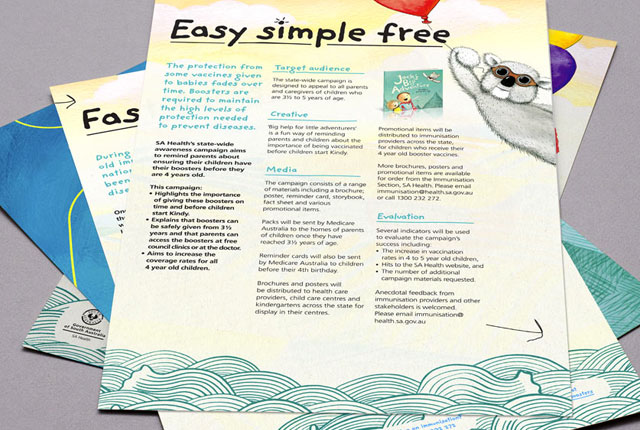 Easy simple free
The protection from
some vaccines given
to babies fades over
time. Boosters are
required to maintain
the high levels of
protection needed
to prevent diseases.
SA Health's state-wide
awareness campaign aims
to remind parents about
ensuring their children have
their boosters before they
are 4 years old.
This campaign:
• Highlights the importance
of giving these boosters on
time and before children
start Kindy.
• Explains that boosters can
be safely given from 3½
years and that parents can
access the boosters at free
council clinics or at the doctor.
• Aims to increase the
coverage rates for all
4 year old children.
Target audience
The state-wide campaign is
designed to appeal to all parents
and caregivers of children who
are 3½ to 5 years of age.
Creative
'Big help for little adventurers'
is a fun way of reminding
parents and children about the
importance of being vaccinated
before children start Kindy.
Media
The campaign consists of a range
of materials including a brochure;
poster, reminder card, storybook,
fact sheet and various
promotional items.
Packs will be sent by Medicare
Australia to the homes of parents
of children once they have
reached 3½ years of age.
Reminder cards will also be sent
by Medicare Australia to children
before their 4th birthday.
Brochures and posters will
be distributed to health care
providers, child care centres and
kindergartens across the state for
display in their centres.
Jack's
Big
Adventure
Promotional items will be
distributed to immunisation
providers across the state,
for children who receive their
4 year old booster vaccines.
More brochures, posters and
promotional items are available
for order from the Immunisation
Section, SA Health. Please email
immunisation@health.sa.gov.au
or call 1300 232 272.
Evaluation
Several indicators will be used
to evaluate the campaign's
success including:
• The increase in vaccination
rates in 4 to 5 year old children,
• Hits to the SA Health website, and
• The number of additional
campaign materials requested.
Anecdotal feedback from
immunisation providers and other
stakeholders is welcomed.
Please email immunisation@
health.sa.gov.au
Fas
During
old im
nation
been
disea
Government
of South Australia
SA Health